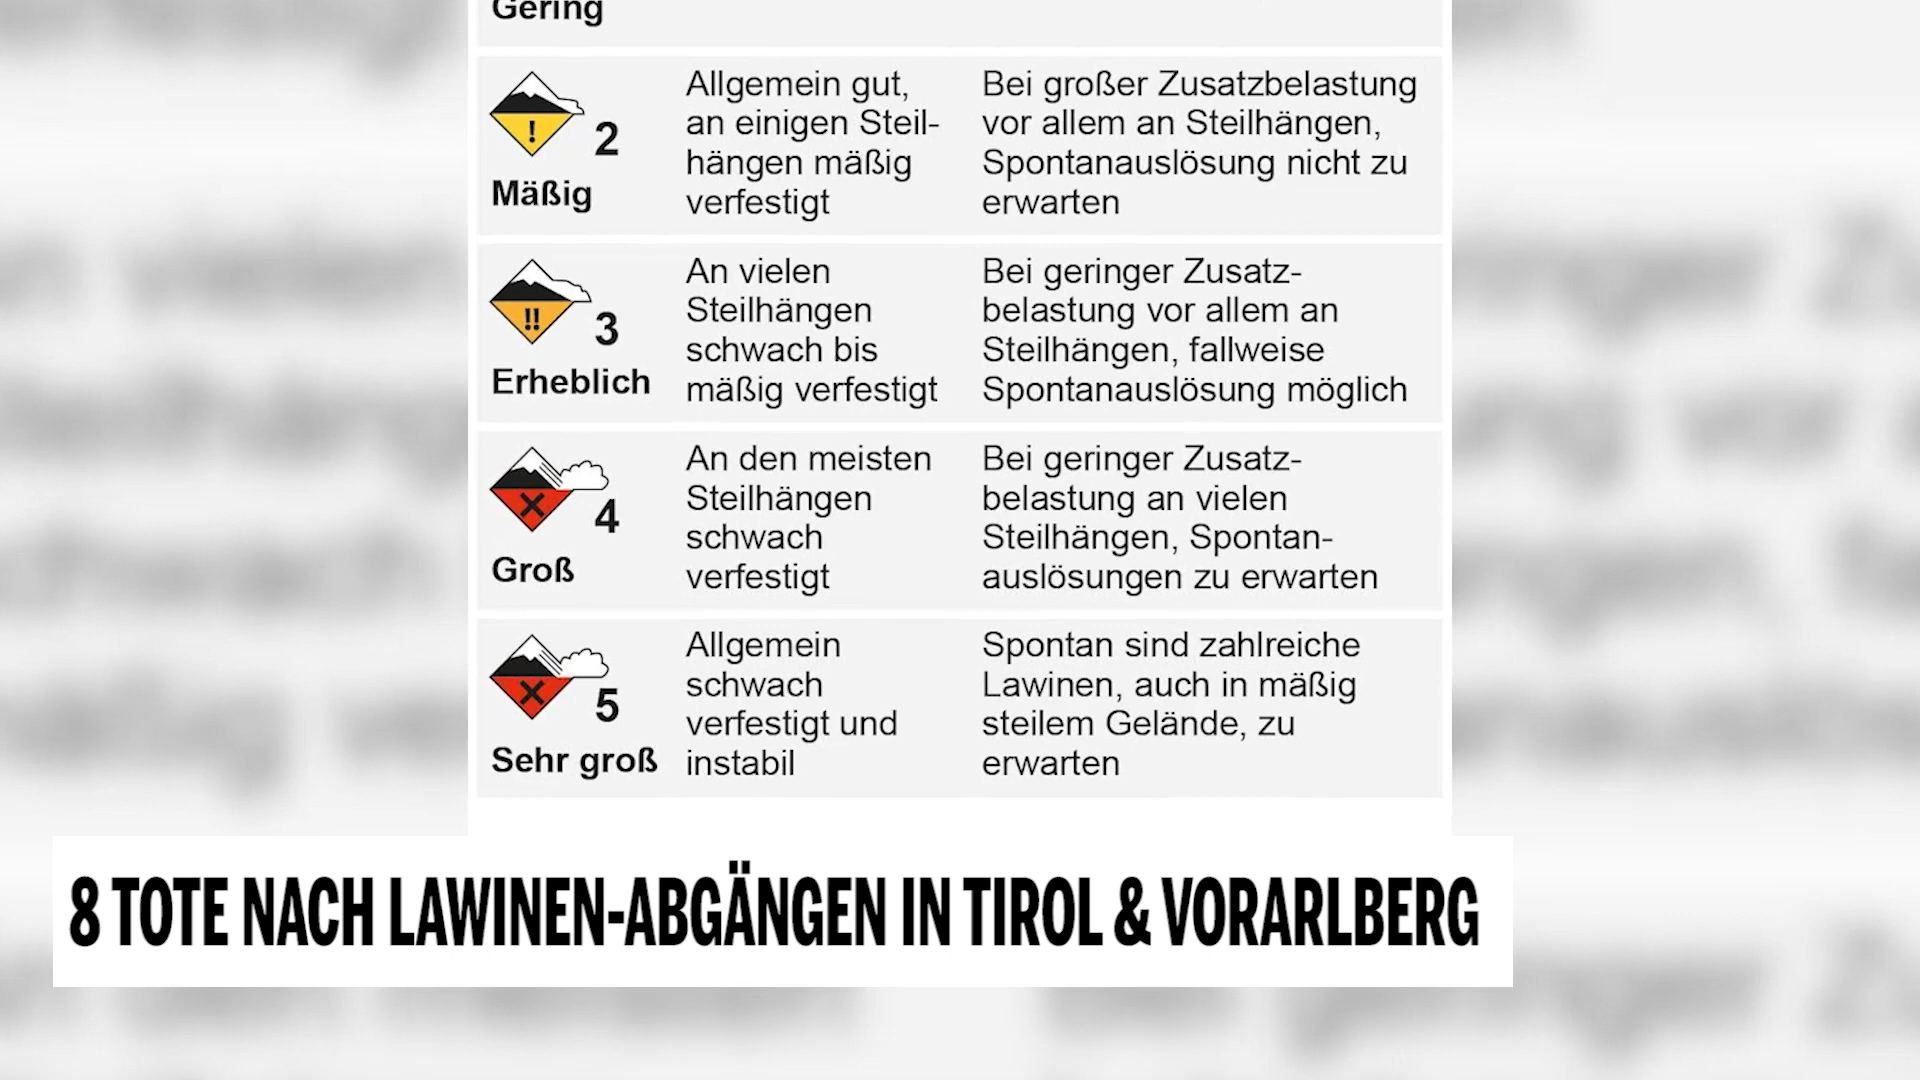 Gering
Allgemein gut,
an einigen Steil-
hängen mäßig
verfestigt
Bei großer Zusatzbelastung
vor allem an Steilhängen,
Spontanauslösung nicht zu
erwarten
! 2
Mäßig
An vielen
Steilhängen
schwach bis
mäßig verfestigt
Bei geringer Zusatz-
belastung vor allem an
Steilhängen, fallweise
Spontanauslösung möglich
!! 3
Erheblich
An den meisten
Steilhängen
schwach
verfestigt
Bei geringer Zusatz-
belastung an vielen
Steilhängen, Spontan-
auslösungen zu erwarten
4
Groß
Allgemein
schwach
verfestigt und
instabil
Spontan sind zahlreiche
Lawinen, auch in mäßig
steilem Gelände, zu
erwarten
5
Sehr groß
8 TOTE NACH LAWINEN-ABGÄNGEN IN TIROL & VORARLBERG